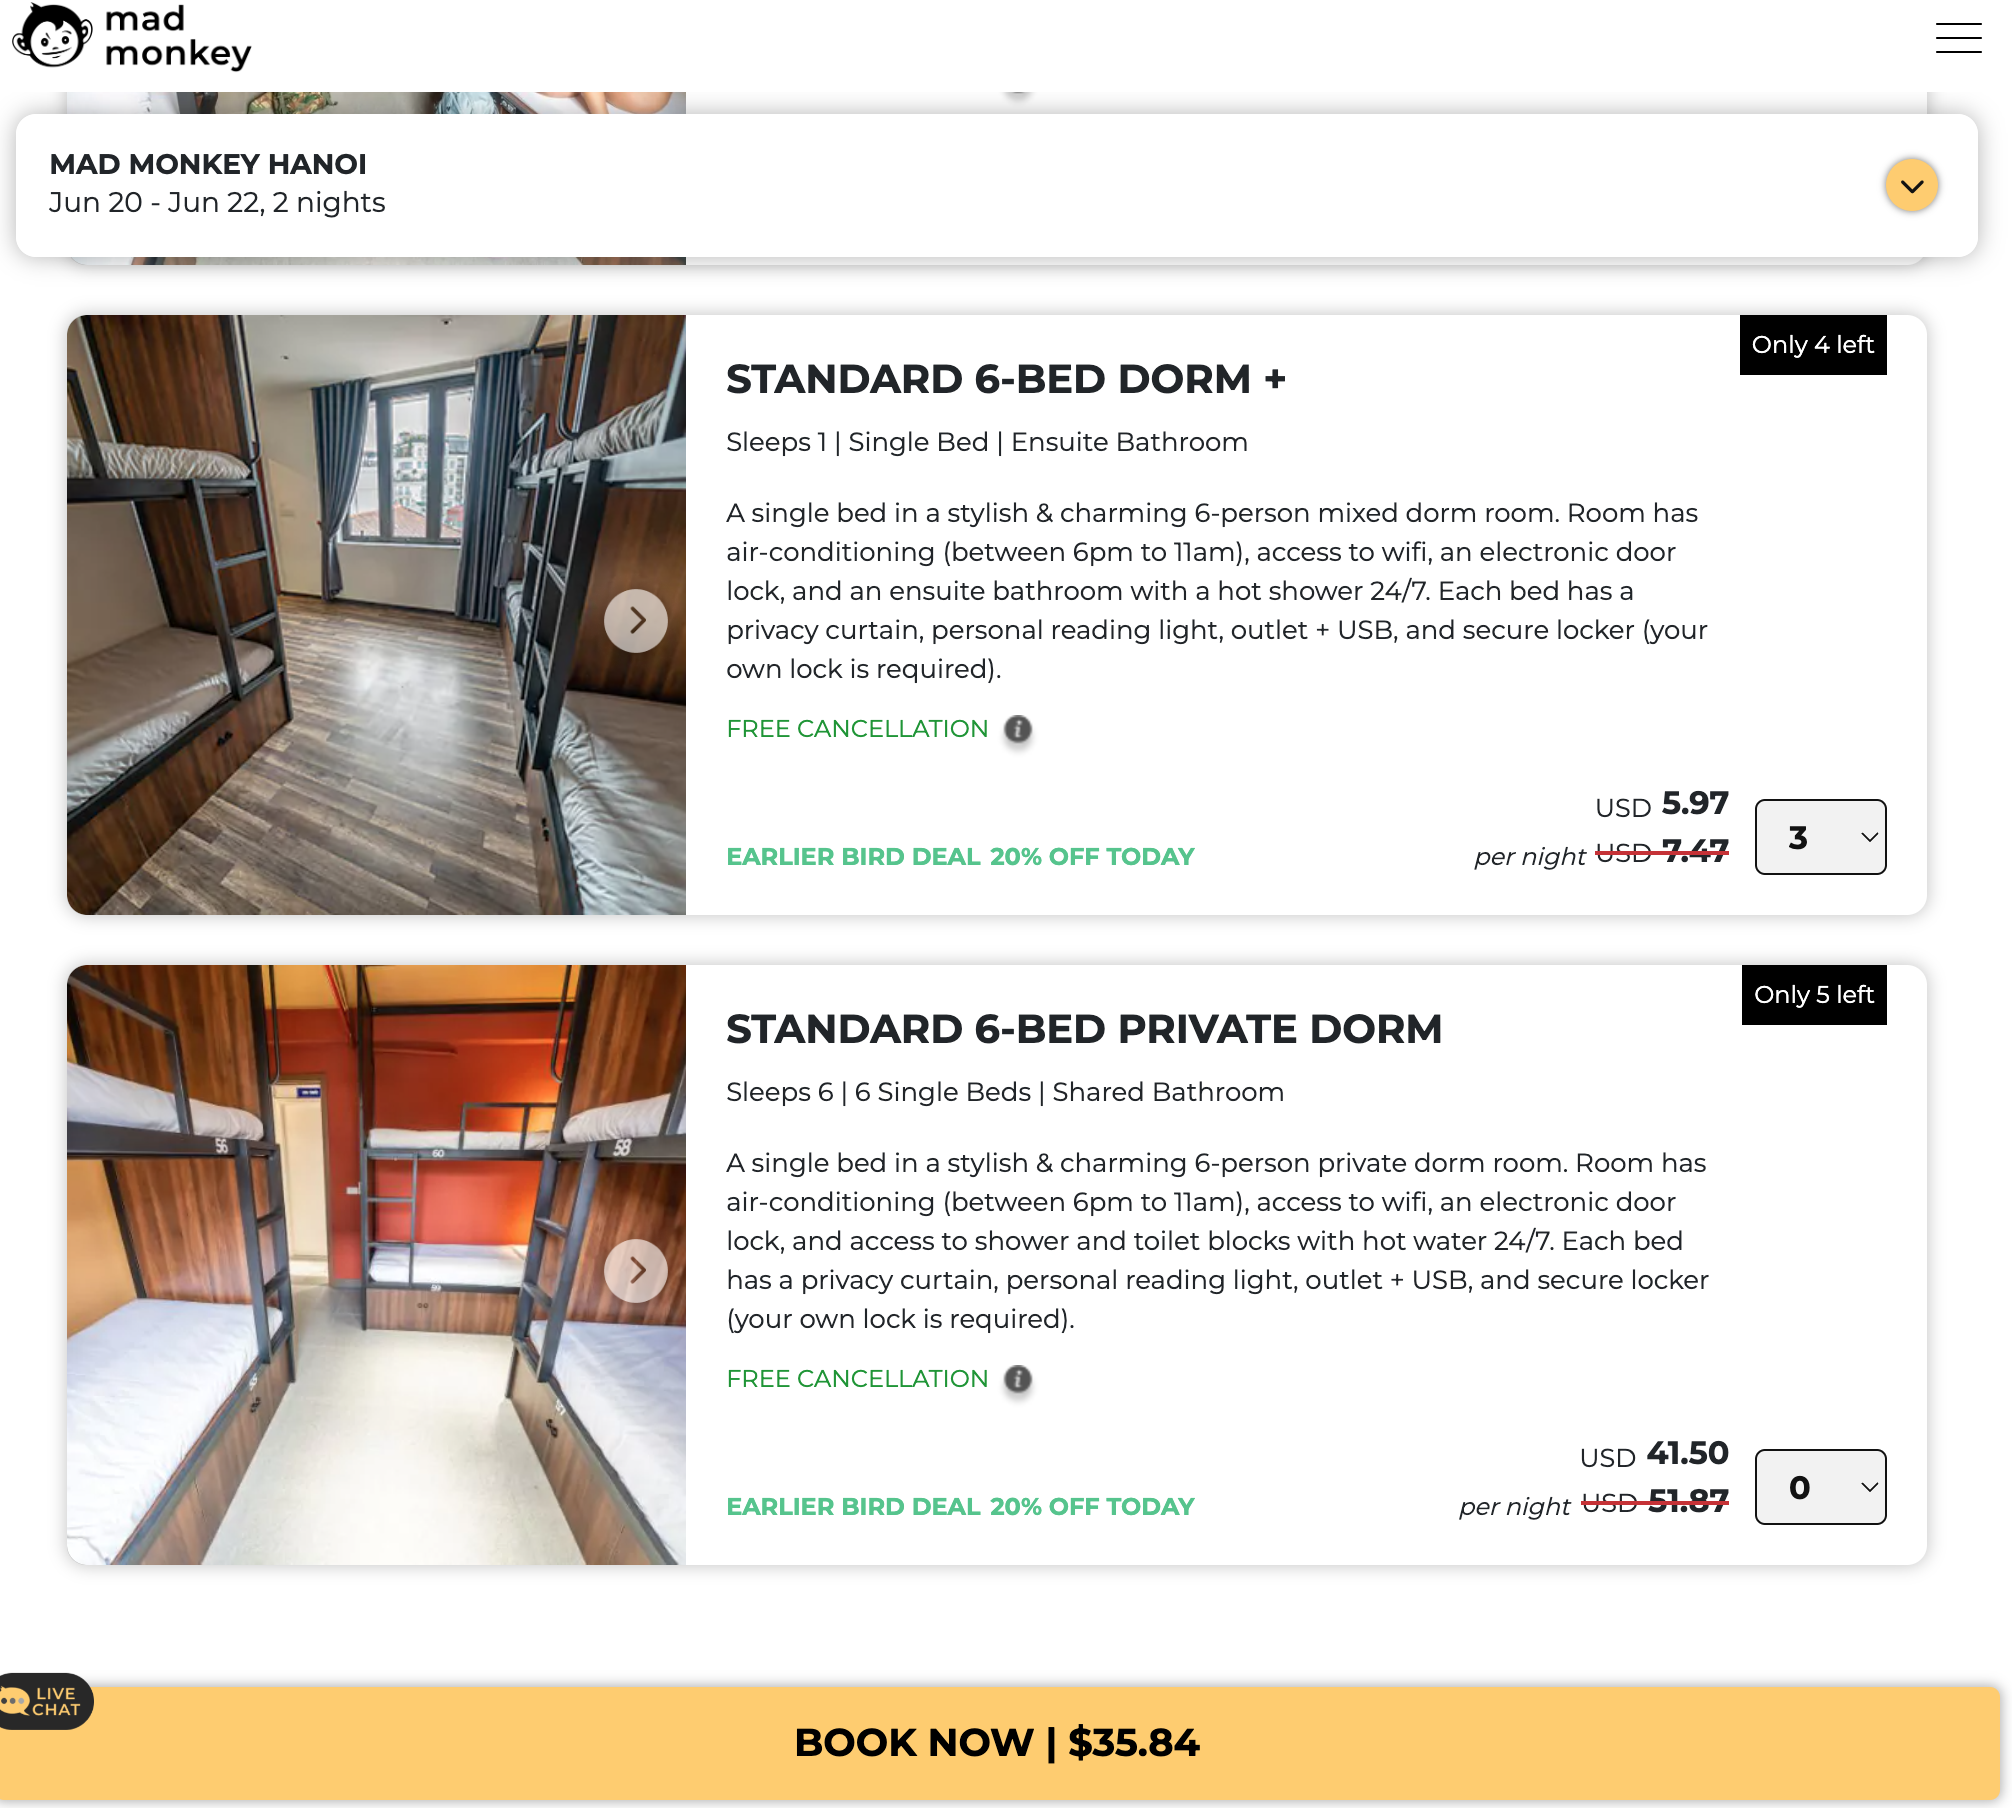 mad
monkey
MAD MONKEY HANOI
Jun 20 - Jun 22, 2 nights
Only 4 left
STANDARD 6-BED DORM +
Sleeps 1 | Single Bed | Ensuite Bathroom
A single bed in a stylish & charming 6-person mixed dorm room. Room has
air-conditioning (between 6pm to 11am), access to wifi, an electronic door
lock, and an ensuite bathroom with a hot shower 24/7. Each bed has a
privacy curtain, personal reading light, outlet + USB, and secure locker (your
own lock is required).
FREE CANCELLATION i
USD 5.97
EARLIER BIRD DEAL 20% OFF TODAY
per night USD 7.47
3
Only 5 left
STANDARD 6-BED PRIVATE DORM
Sleeps 6 | 6 Single Beds | Shared Bathroom
A single bed in a stylish & charming 6-person private dorm room. Room has
air-conditioning (between 6pm to 11am), access to wifi, an electronic door
lock, and access to shower and toilet blocks with hot water 24/7. Each bed
has a privacy curtain, personal reading light, outlet + USB, and secure locker
(your own lock is required).
FREE CANCELLATION i
USD 41.50
EARLIER BIRD DEAL 20% OFF TODAY
per night USD 51.87
0
56
60
58
LIVE
CHAT
BOOK NOW | $35.84